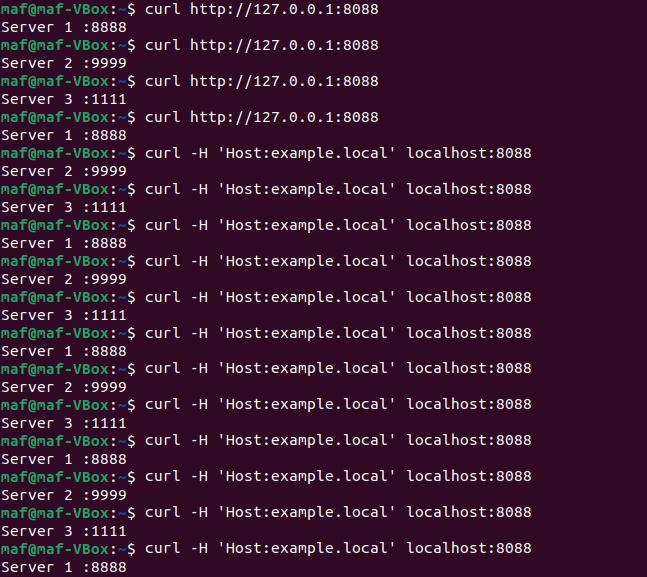 maf@maf-VBox:~$ curl http://127.0.0.1:8088
Server 1 :8888
maf@maf-VBox:~$ curl http://127.0.0.1:8088
Server 2 :9999
maf@maf-VBox:~$ curl http://127.0.0.1:8088
Server 3 :1111
maf@maf-VBox:~$ curl http://127.0.0.1:8088
Server 1 :8888
maf@maf-VBox:~$ curl -H 'Host:example.local' localhost:8088
Server 2 :9999
maf@maf-VBox:~$ curl -H 'Host:example.local' localhost:8088
Server 3 :1111
maf@maf-VBox:~$ curl -H 'Host:example.local' localhost:8088
Server 1 :8888
maf@maf-VBox:~$ curl -H 'Host:example.local' localhost:8088
Server 2 :9999
maf@maf-VBox:~$ curl -H 'Host:example.local' localhost:8088
Server 3 :1111
maf@maf-VBox:~$ curl -H 'Host:example.local' localhost:8088
Server 1 :8888
maf@maf-VBox:~$ curl -H 'Host:example.local' localhost:8088
Server 2 :9999
maf@maf-VBox:~$ curl -H 'Host:example.local' localhost:8088
Server 3 :1111
maf@maf-VBox:~$ curl -H 'Host:example.local' localhost:8088
Server 1 :8888
maf@maf-VBox:~$ curl -H 'Host:example.local' localhost:8088
Server 2 :9999
maf@maf-VBox:~$ curl -H 'Host:example.local' localhost:8088
Server 3 :1111
maf@maf-VBox:~$ curl -H 'Host:example.local' localhost:8088
Server 1 :8888